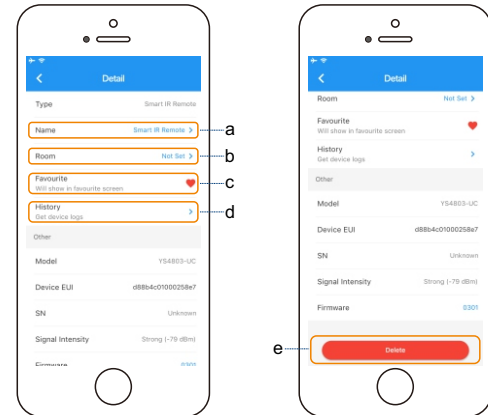 Detail
Type Smart IR Remote
Name Smart IR Remote >
a
Room Not Set >
b
Favourite
Will show in favourite screen
c
History >
Get device logs
d
Other
Model YS4803-UC
Device EUI d88b4c01000258e7
SN Unknown
Signal Intensity Strong (-79 dBm)
Firmware 0301
Detail
Room Not Set >
Favourite
Will show in favourite screen
History >
Get device logs
Other
Model YS4803-UC
Device EUI d88b4c01000258e7
SN Unknown
Signal Intensity Strong (-79 dBm)
Firmware 0301
e
Delete